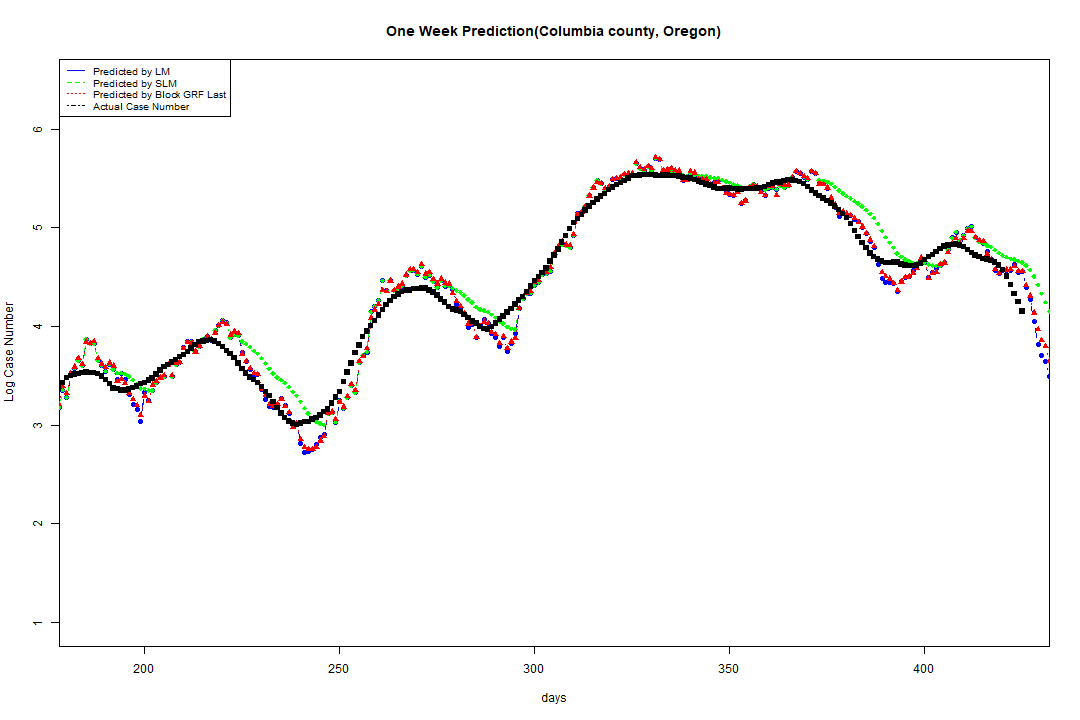 One Week Prediction(Columbia county, Oregon)
Predicted by LM
Predicted by SLM
Predicted by Block GRF Last
Actual Case Number
Log Case Number
6
5
4
3
2
1
200 250 300 350 400
days